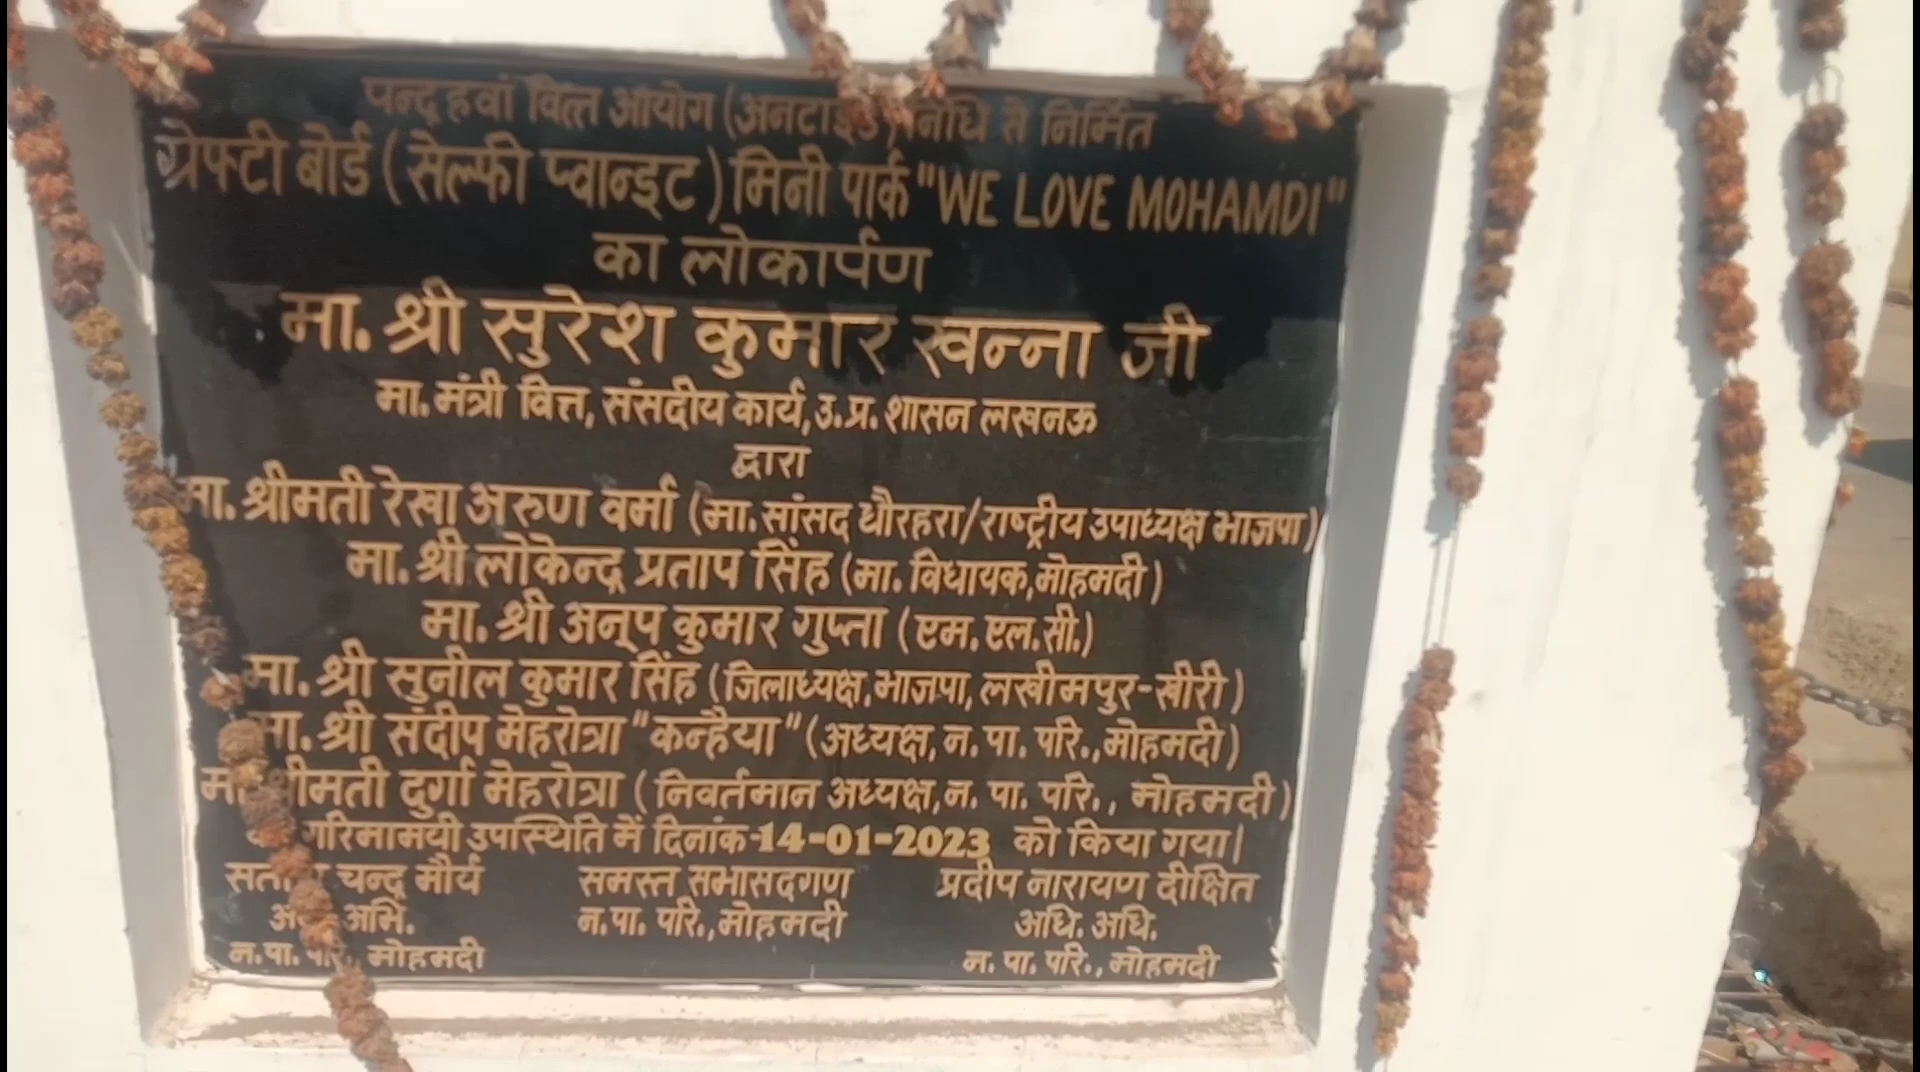 पन्द्रहवां वित्त आयोग (अनटाइड) निधि से निर्मित
ग्रेफ्टी बोर्ड (सेल्फी प्वान्इट) मिनी पार्क "WE LOVE MOHAMDI"
का लोकार्पण
मा. श्री सुरेश कुमार खन्ना जी
मा. मंत्री वित्त, संसदीय कार्य, उ.प्र. शासन लखनऊ
द्वारा
मा. श्रीमती रेखा अरुण वर्मा (मा. सांसद धौरहरा/राष्ट्रीय उपाध्यक्ष भाजपा)
मा. श्री लोकेन्द्र प्रताप सिंह (मा. विधायक, मोहमदी)
मा. श्री अनूप कुमार गुप्ता (एम. एल. सी.)
मा. श्री सुनील कुमार सिंह (जिलाध्यक्ष, भाजपा, लखीमपुर-खीरी)
मा. श्री संदीप मेहरोत्रा "कन्हैया" (अध्यक्ष, न. पा. परि., मोहमदी)
मा. श्रीमती दुर्गा मेहरोत्रा (निवर्तमान अध्यक्ष, न. पा. परि., मोहमदी)
गरिमामयी उपस्थिति में दिनांक-14-01-2023 को किया गया।
चन्द्र मौर्य समस्त सभासदगण प्रदीप नारायण दीक्षित
अभि. न. पा. परि., मोहमदी अधि. अधि.
न. पा. परि., मोहमदी न. पा. परि., मोहमदी